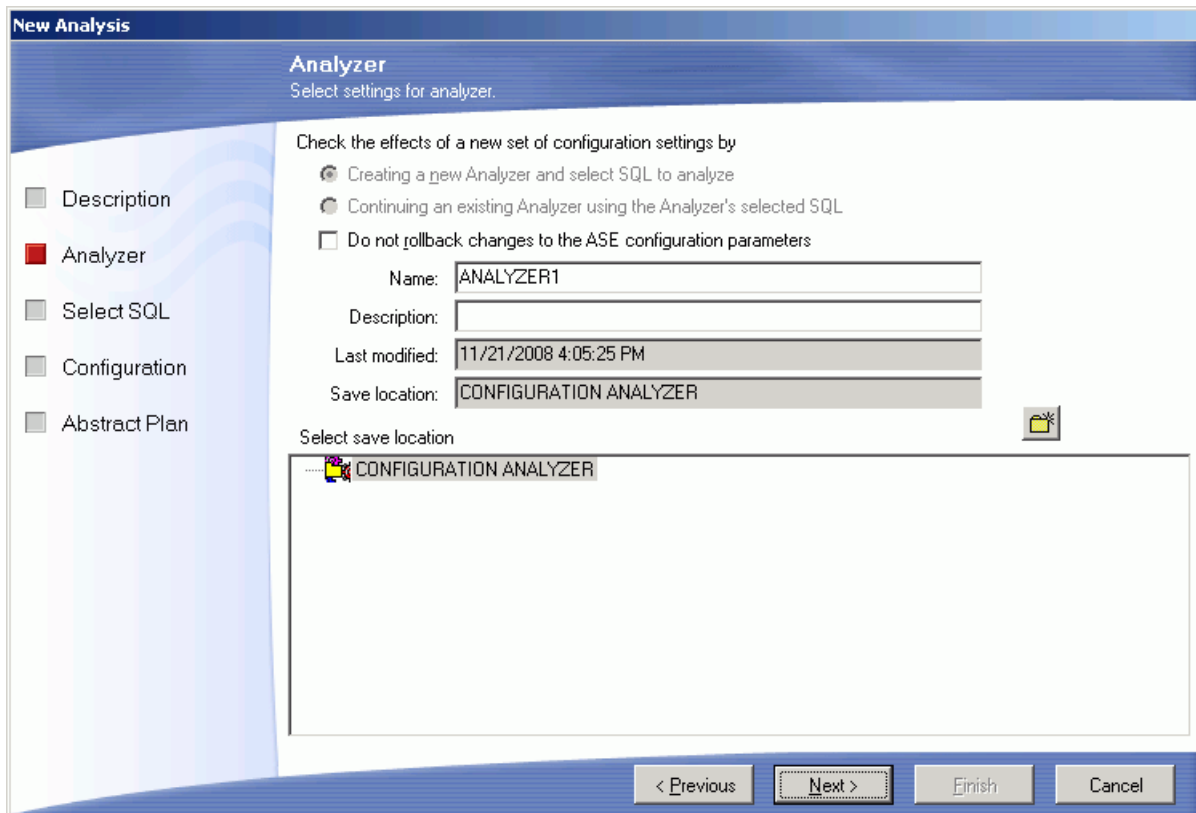 New Analysis
Analyzer
Select settings for analyzer.
Description
Analyzer
Select SQL
Configuration
Abstract Plan
Check the effects of a new set of configuration settings by
Creating a new Analyzer and select SQL to analyze
Continuing an existing Analyzer using the Analyzer's selected SQL
Do not rollback changes to the ASE configuration parameters
Name: ANALYZER1
Description:
Last modified: 11/21/2008 4:05:25 PM
Save location: CONFIGURATION ANALYZER
Select save location
CONFIGURATION ANALYZER
< Previous Next > Finish Cancel